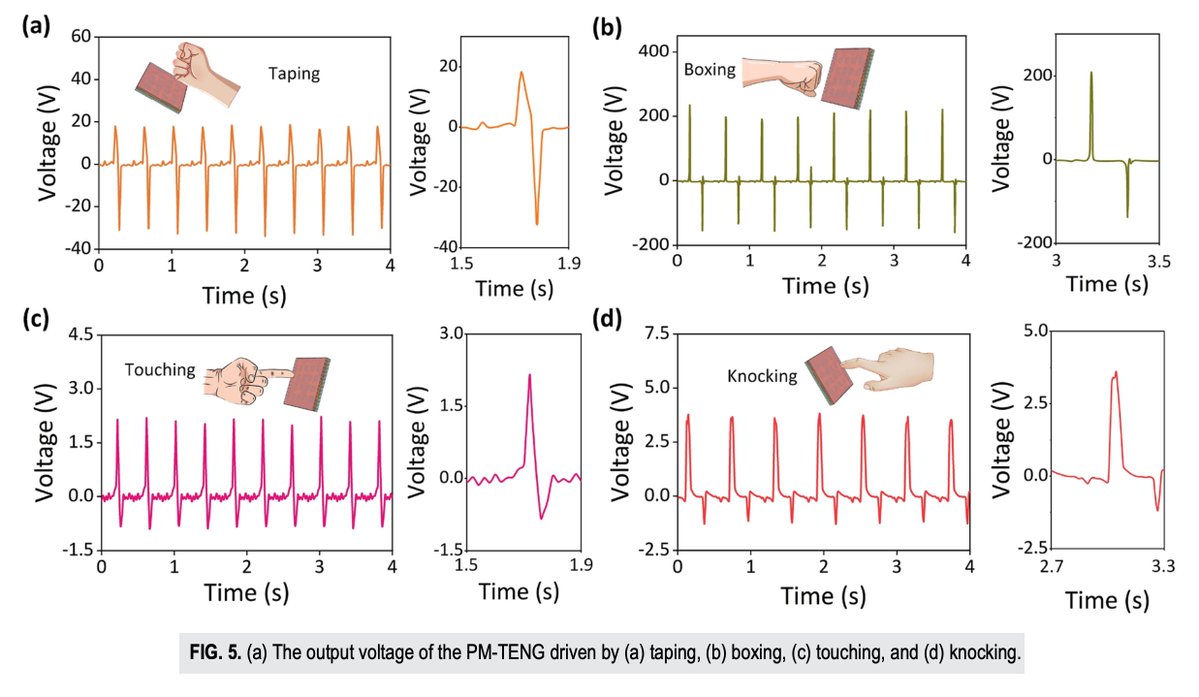 (a)
60
40
20
0
-20
-40
Voltage (V)
Taping
0 1 2 3 4
Time (s)
20
0
-20
-40
Voltage (V)
1.5 1.9
Time (s)
(b)
400
200
0
-200
Voltage (V)
Boxing
0 1 2 3 4
Time (s)
200
0
-200
Voltage (V)
3 3.5
Time (s)
(c)
4.5
3.0
1.5
0.0
-1.5
Voltage (V)
Touching
0 1 2 3 4
Time (s)
3.0
1.5
0.0
-1.5
Voltage (V)
1.5 1.9
Time (s)
(d)
7.5
5.0
2.5
0.0
-2.5
Voltage (V)
Knocking
0 1 2 3 4
Time (s)
5.0
2.5
0.0
-2.5
Voltage (V)
2.7 3.3
Time (s)
FIG. 5. (a) The output voltage of the PM-TENG driven by (a) taping, (b) boxing, (c) touching, and (d) knocking.